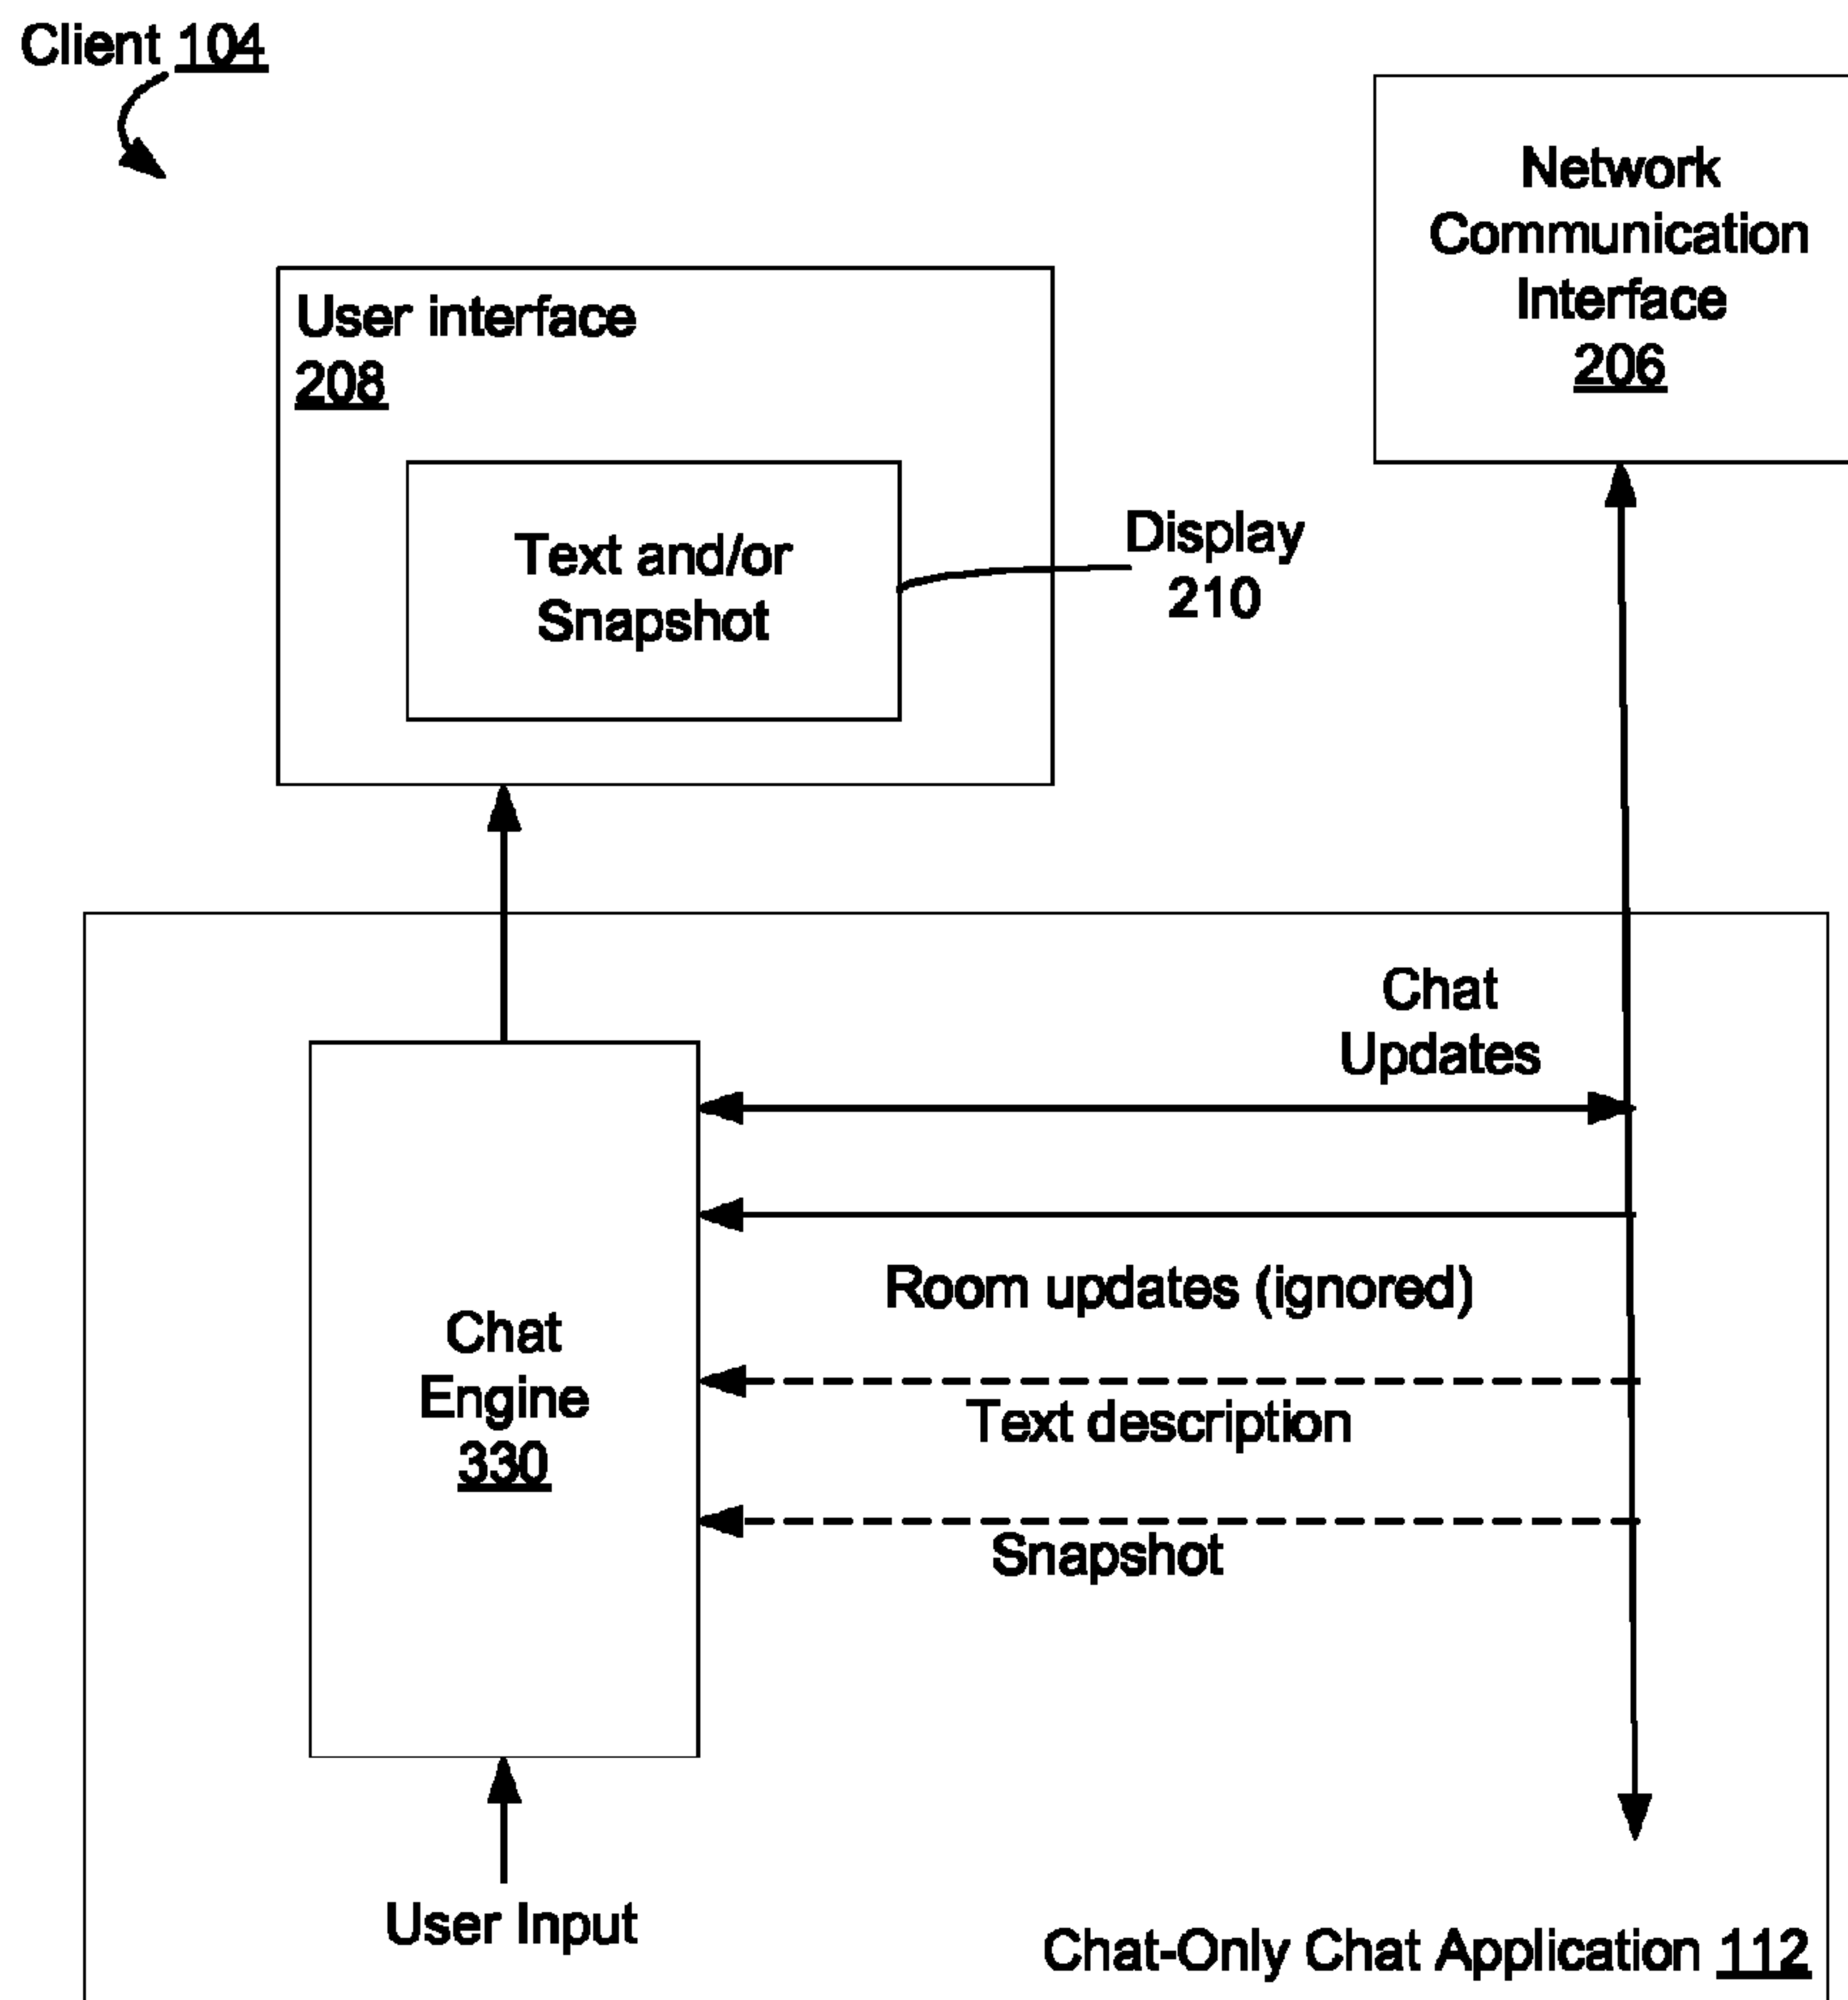 Client 104
Network
Communication
Interface
206
User interface
208
Text and/or
Snapshot
Display
210
Chat
Updates
Room updates (ignored)
Chat
Engine
330
Text description
Snapshot
User Input
Chat-Only Chat Application 112